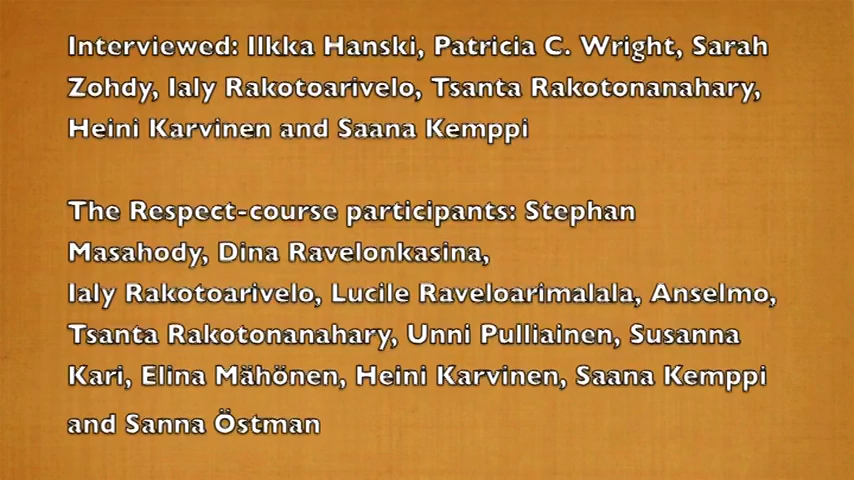 Interviewed: Ilkka Hanski, Patricia C. Wright, Sarah
Zohdy, Ialy Rakotoarivelo, Tsanta Rakotonanahary,
Heini Karvinen and Saana Kemppi
The Respect-course participants: Stephan
Masahody, Dina Ravelonkasina,
Ialy Rakotoarivelo, Lucile Raveloarimalala, Anselmo,
Tsanta Rakotonanahary, Unni Pulliainen, Susanna
Kari, Elina Mähönen, Heini Karvinen, Saana Kemppi
and Sanna Östman